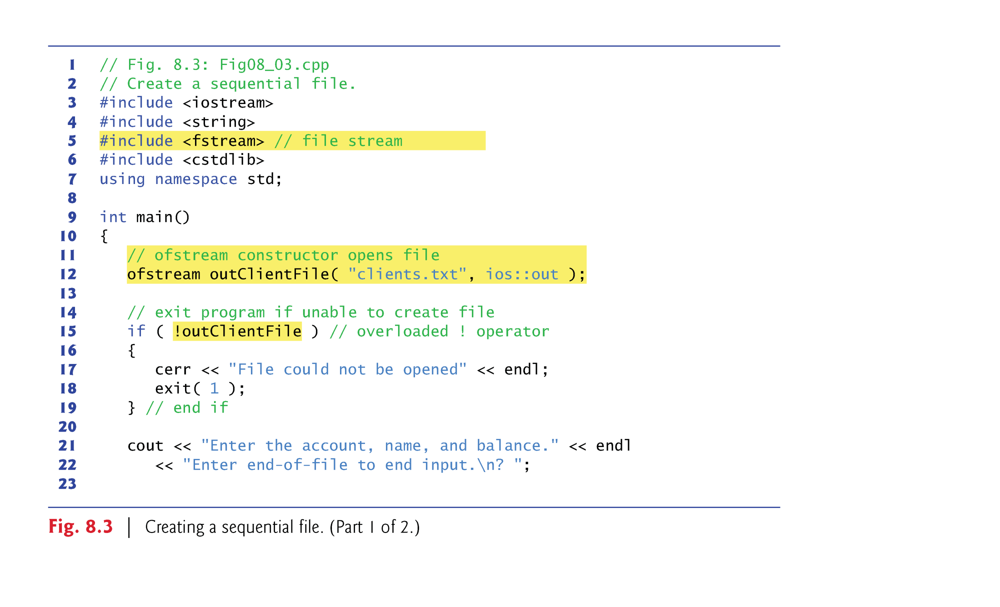 1 // Fig. 8.3: Fig08_03.cpp
2 // Create a sequential file.
3 #include <iostream>
4 #include <string>
5 #include <fstream> // file stream
6 #include <cstdlib>
7 using namespace std;
8
9 int main()
10 {
11    // ofstream constructor opens file
12    ofstream outClientFile( "clients.txt", ios::out );
13
14    // exit program if unable to create file
15    if ( !outClientFile ) // overloaded ! operator
16    {
17       cerr << "File could not be opened" << endl;
18       exit( 1 );
19    } // end if
20
21    cout << "Enter the account, name, and balance." << endl
22       << "Enter end-of-file to end input.\n? ";
23
Fig. 8.3 | Creating a sequential file. (Part 1 of 2.)